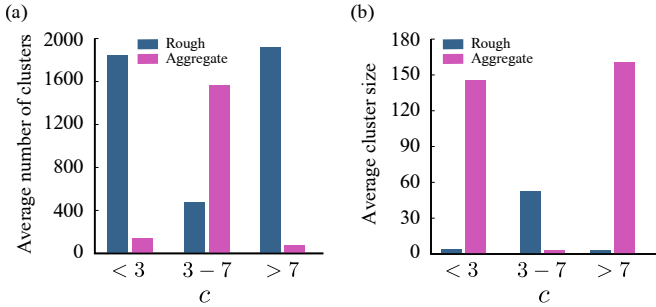 (a)
Average number of clusters
2000
1600
1200
800
400
0
Rough
Aggregate
< 3
3 – 7
> 7
c
(b)
Average cluster size
180
150
120
90
60
30
0
Rough
Aggregate
< 3
3 – 7
> 7
c